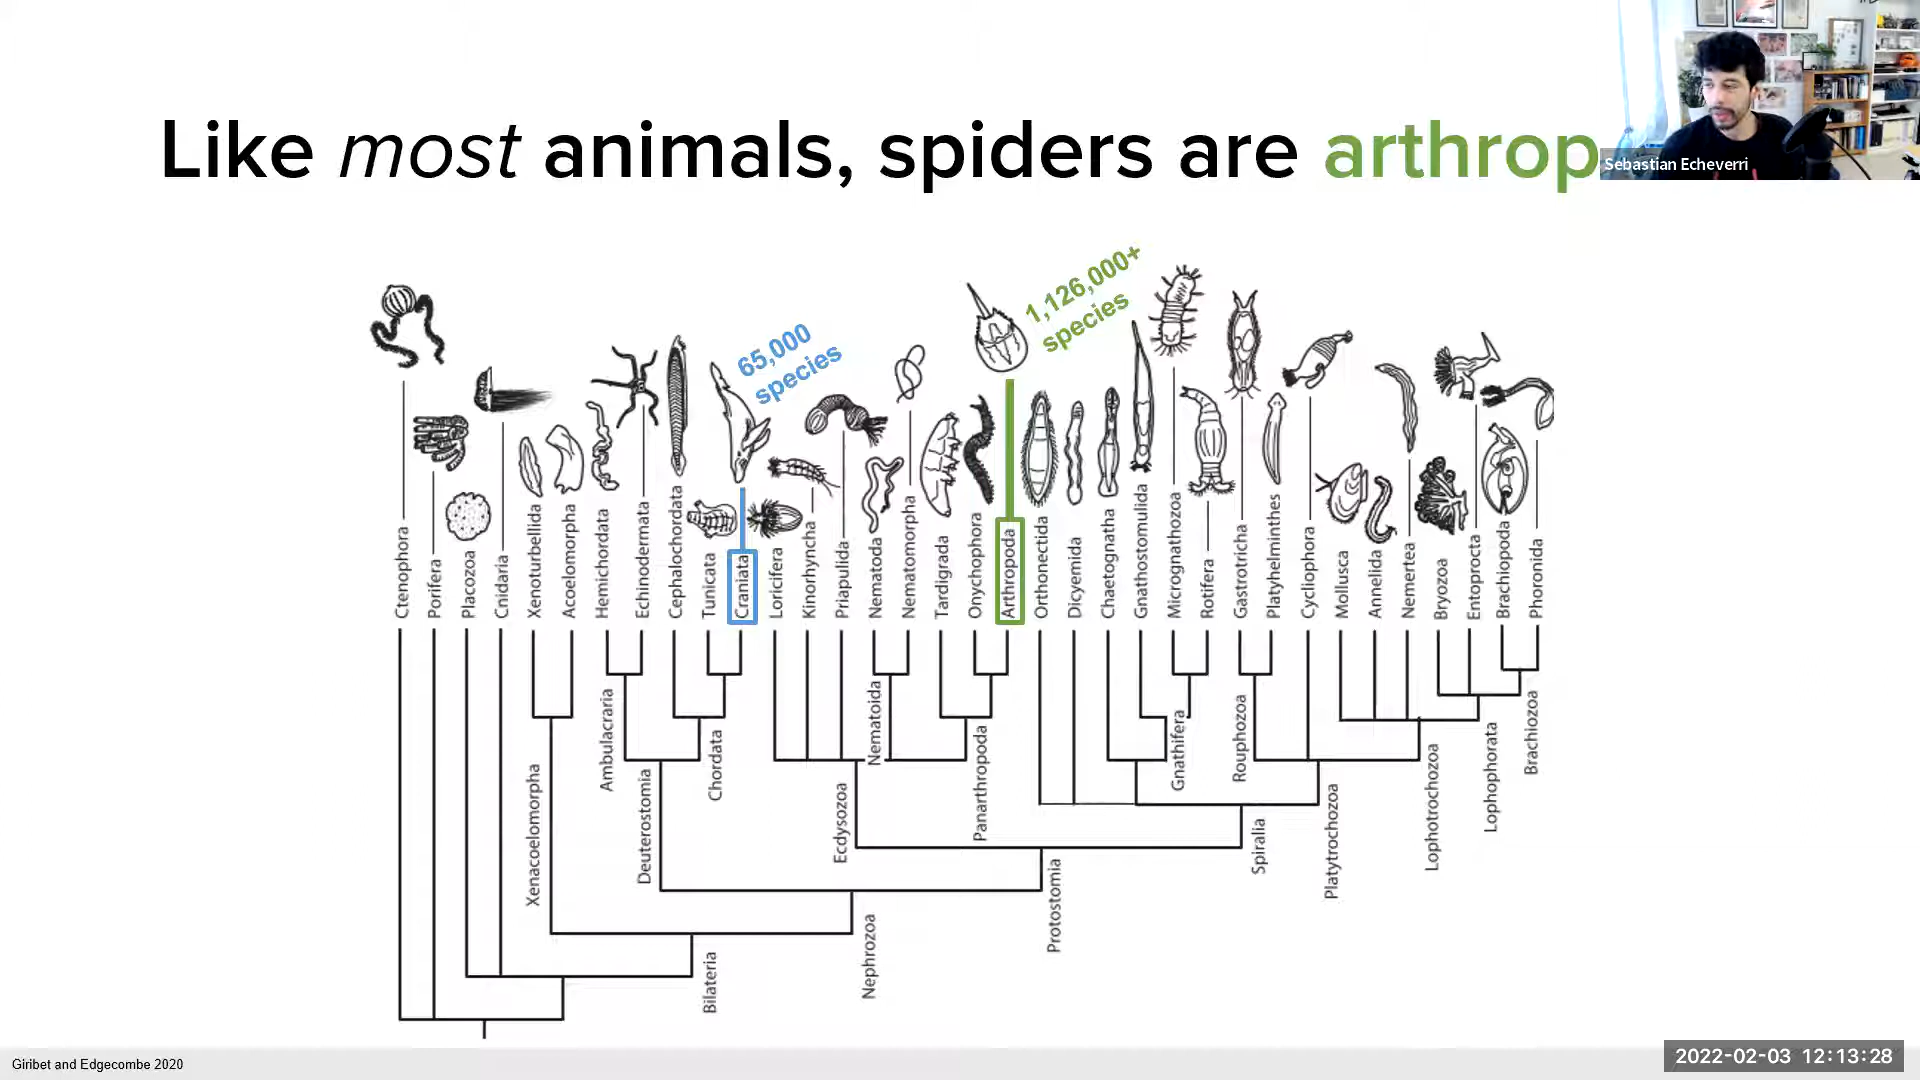 Like most animals, spiders are arthrop
Sebastian Echeverri
65,000
species
1,126,000+
species
Ctenophora
Porifera
Placozoa
Cnidaria
Xenoturbellida
Acoelomorpha
Hemichordata
Echinodermata
Cephalochordata
Tunicata
Craniata
Loricifera
Kinorhyncha
Priapulida
Nematoda
Nematomorpha
Tardigrada
Onychophora
Arthropoda
Orthonectida
Dicyemida
Chaetognatha
Gnathostomulida
Micrognathozoa
Rotifera
Gastrotricha
Platyhelminthes
Cycliophora
Mollusca
Annelida
Nemertea
Bryozoa
Entoprocta
Brachiopoda
Phoronida
Ambulacraria
Chordata
Nematoida
Panarthropoda
Gnathifera
Rouphozoa
Lophotrochozoa
Lophophorata
Brachiozoa
Xenacoelomorpha
Deuterostomia
Ecdysozoa
Spiralia
Platytrochozoa
Protostomia
Nephrozoa
Bilateria
Giribet and Edgecombe 2020
2022-02-03 12:13:28